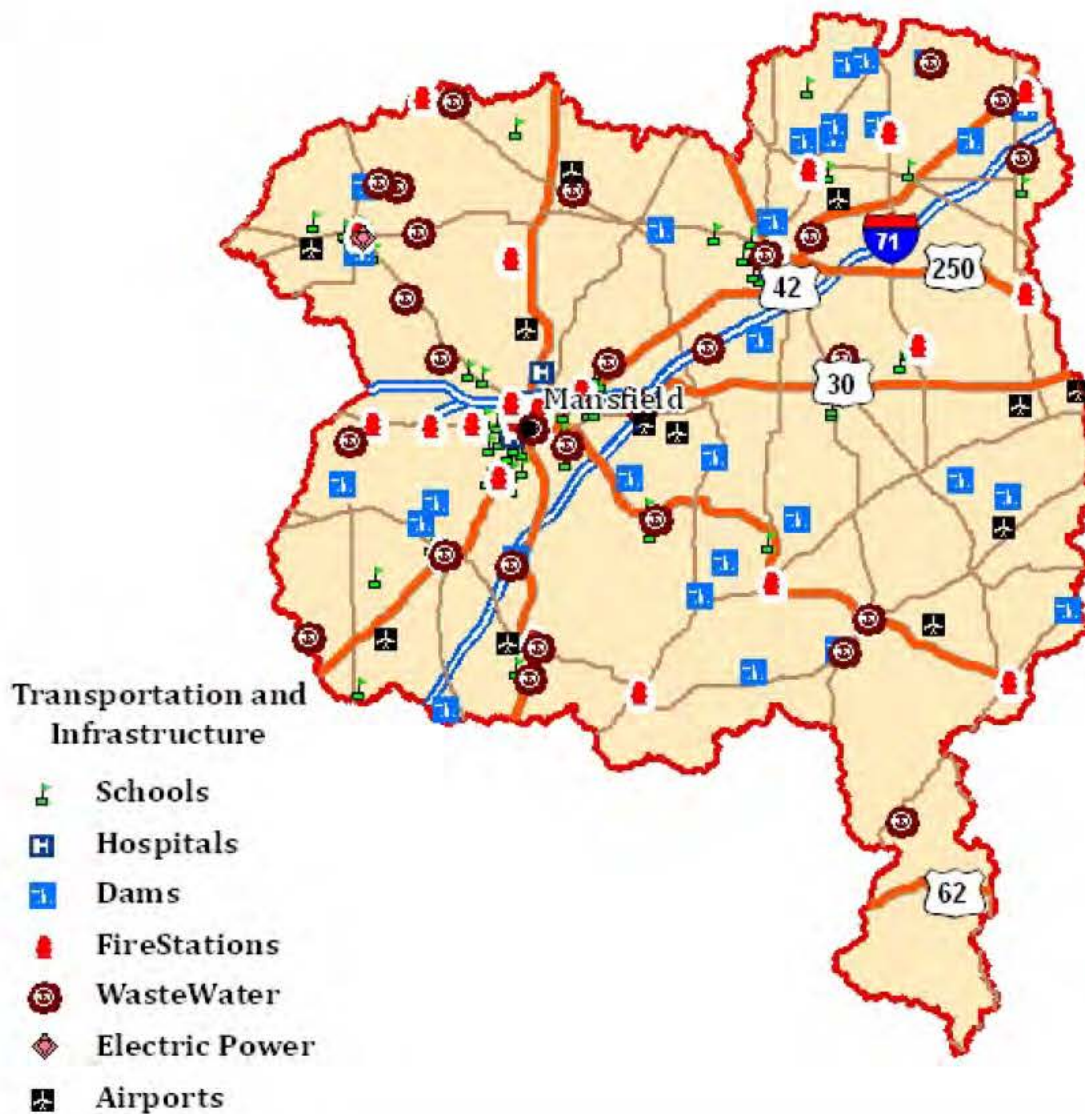 71
250
42
30
Mansfield
62
Transportation and
Infrastructure
Schools
H
Hospitals
Dams
FireStations
WasteWater
Electric Power
Airports